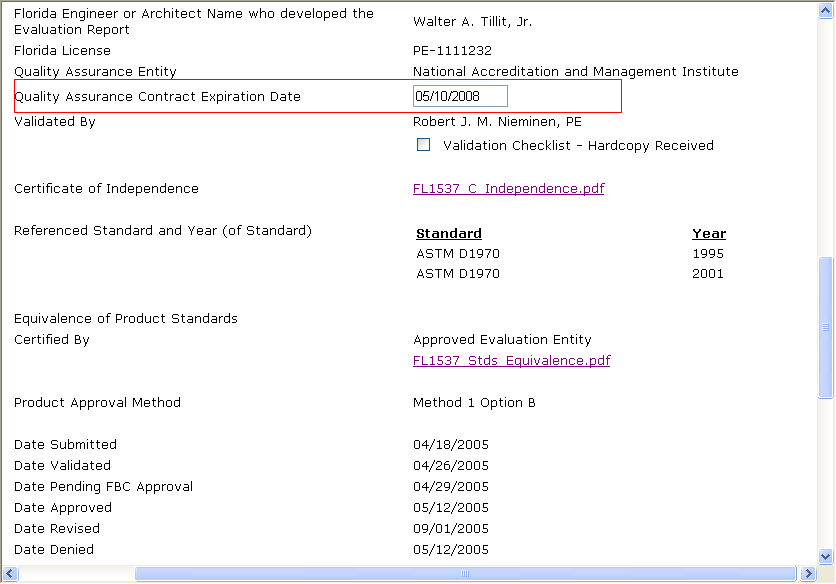 Florida Engineer or Architect Name who developed the
Evaluation Report
Walter A. Tillit, Jr.
Florida License PE-1111232
Quality Assurance Entity National Accreditation and Management Institute
Quality Assurance Contract Expiration Date 05/10/2008
Validated By Robert J. M. Nieminen, PE
Validation Checklist - Hardcopy Received
Certificate of Independence FL1537_C_Independence.pdf
Referenced Standard and Year (of Standard) Standard Year
ASTM D1970 1995
ASTM D1970 2001
Equivalence of Product Standards
Certified By Approved Evaluation Entity
FL1537_Stds_Equivalence.pdf
Product Approval Method Method 1 Option B
Date Submitted 04/18/2005
Date Validated 04/26/2005
Date Pending FBC Approval 04/29/2005
Date Approved 05/12/2005
Date Revised 09/01/2005
Date Denied 05/12/2005